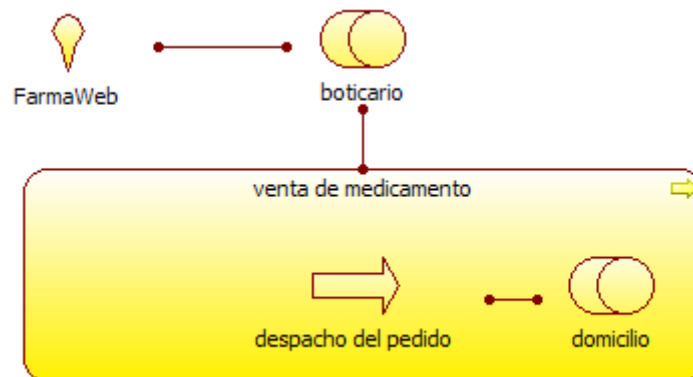 FarmaWeb
boticario
venta de medicamento
despacho del pedido
domicilio